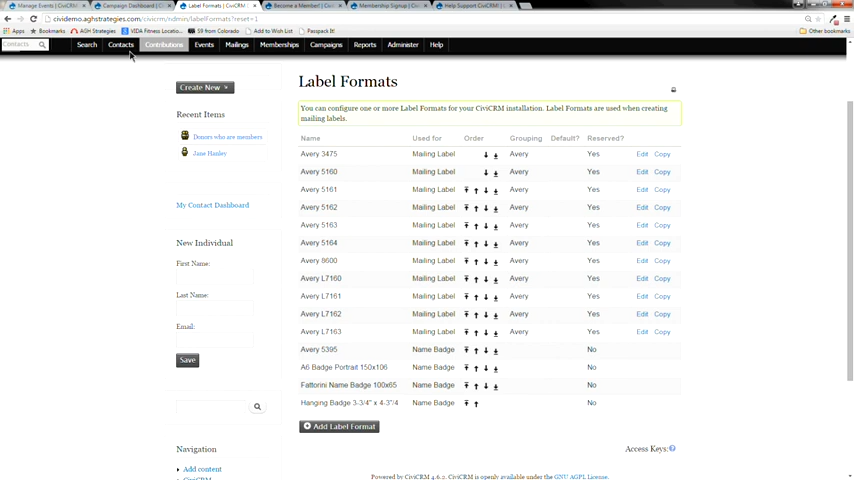 Manage Events | CiviCRM
Campaign Dashboard | Civi
Label Formats | CiviCRM
Become a Member! | CiviC
Membership Signup | CiviC
Help Support CiviCRM |
cividemo.aghstrategies.com/civicrm/admin/labelFormats?reset=1
Apps Bookmarks AGH Strategies VIDA Fitness Locatio... S9 from Colorado Add to Wish List Passpack It! Other bookmarks
Contacts Search Contacts Contributions Events Mailings Memberships Campaigns Reports Administer Help
Create New
Recent Items
Donors who are members
Jane Hanley
My Contact Dashboard
New Individual
First Name:
Last Name:
Email:
Save
Navigation
Add content
CiviCRM
Label Formats
You can configure one or more Label Formats for your CiviCRM installation. Label Formats are used when creating
mailing labels.
Name Used for Order Grouping Default? Reserved?
Avery 3475 Mailing Label Avery Yes Edit Copy
Avery 5160 Mailing Label Avery Yes Edit Copy
Avery 5161 Mailing Label Avery Yes Edit Copy
Avery 5162 Mailing Label Avery Yes Edit Copy
Avery 5163 Mailing Label Avery Yes Edit Copy
Avery 5164 Mailing Label Avery Yes Edit Copy
Avery 8600 Mailing Label Avery Yes Edit Copy
Avery L7160 Mailing Label Avery Yes Edit Copy
Avery L7161 Mailing Label Avery Yes Edit Copy
Avery L7162 Mailing Label Avery Yes Edit Copy
Avery L7163 Mailing Label Avery Yes Edit Copy
Avery 5395 Name Badge No
A6 Badge Portrait 150x106 Name Badge No
Fattorini Name Badge 100x65 Name Badge No
Hanging Badge 3-3/4" x 4-3"/4 Name Badge No
Add Label Format
Access Keys:
Powered by CiviCRM 4.6.2. CiviCRM is openly available under the GNU AGPL License.